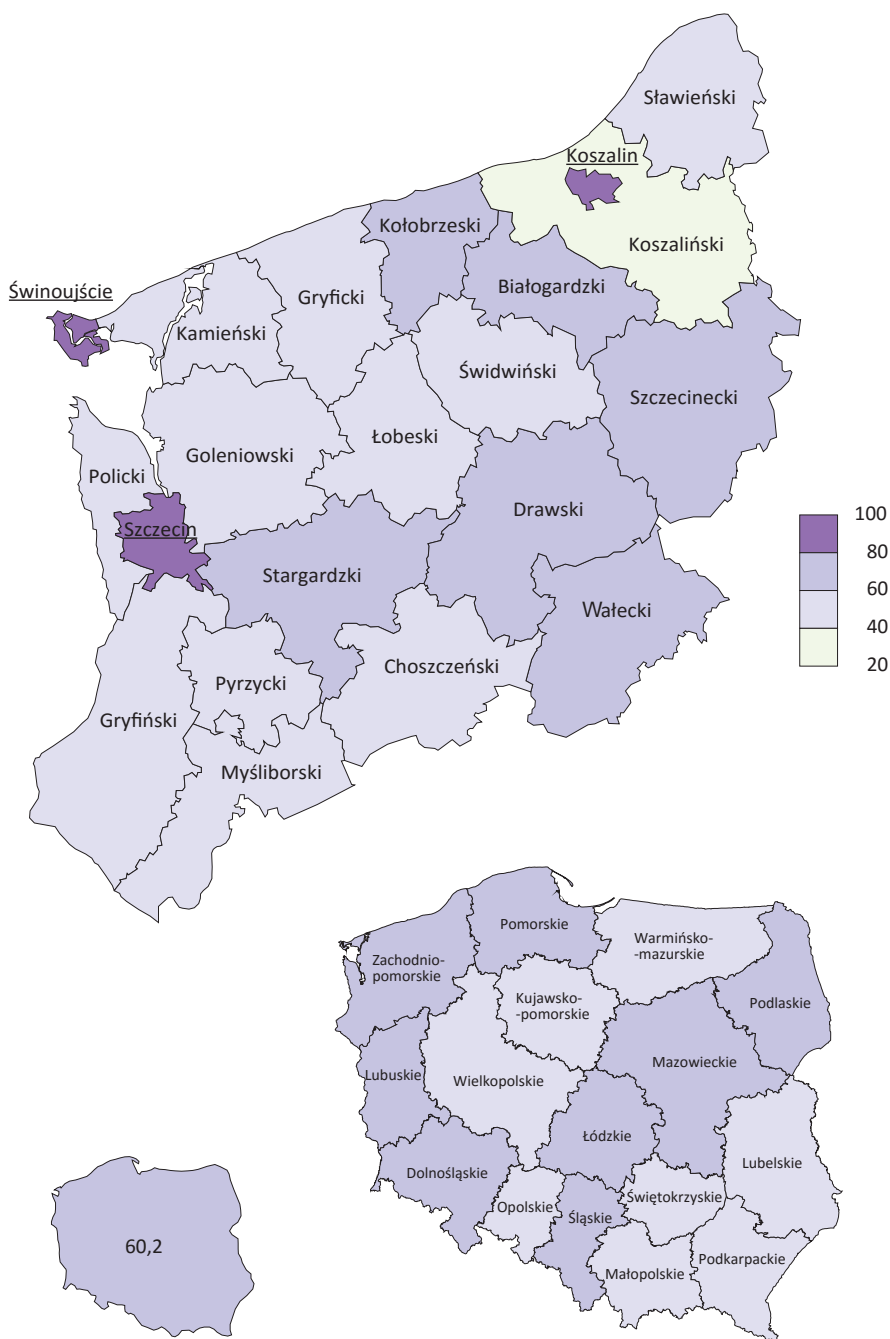 Sławieński
Koszalin
Kołobrzeski
Koszaliński
Świnoujście
Białogardzki
Gryficki
Kamieński
Świdwiński
Szczecinecki
Łobeski
Goleniowski
Policki
Drawski
Szczecin
Stargardzki
Wałecki
Choszczeński
Pyrzycki
Gryfiński
Myśliborski
100
80
60
40
20
Pomorskie
Warmińsko-
-mazurskie
Zachodnio-
pomorskie
Kujawsko-
-pomorskie
Podlaskie
Mazowieckie
Lubuskie
Wielkopolskie
Łódzkie
Lubelskie
Dolnośląskie
Opolskie
Śląskie
Świętokrzyskie
Małopolskie
Podkarpackie
60,2